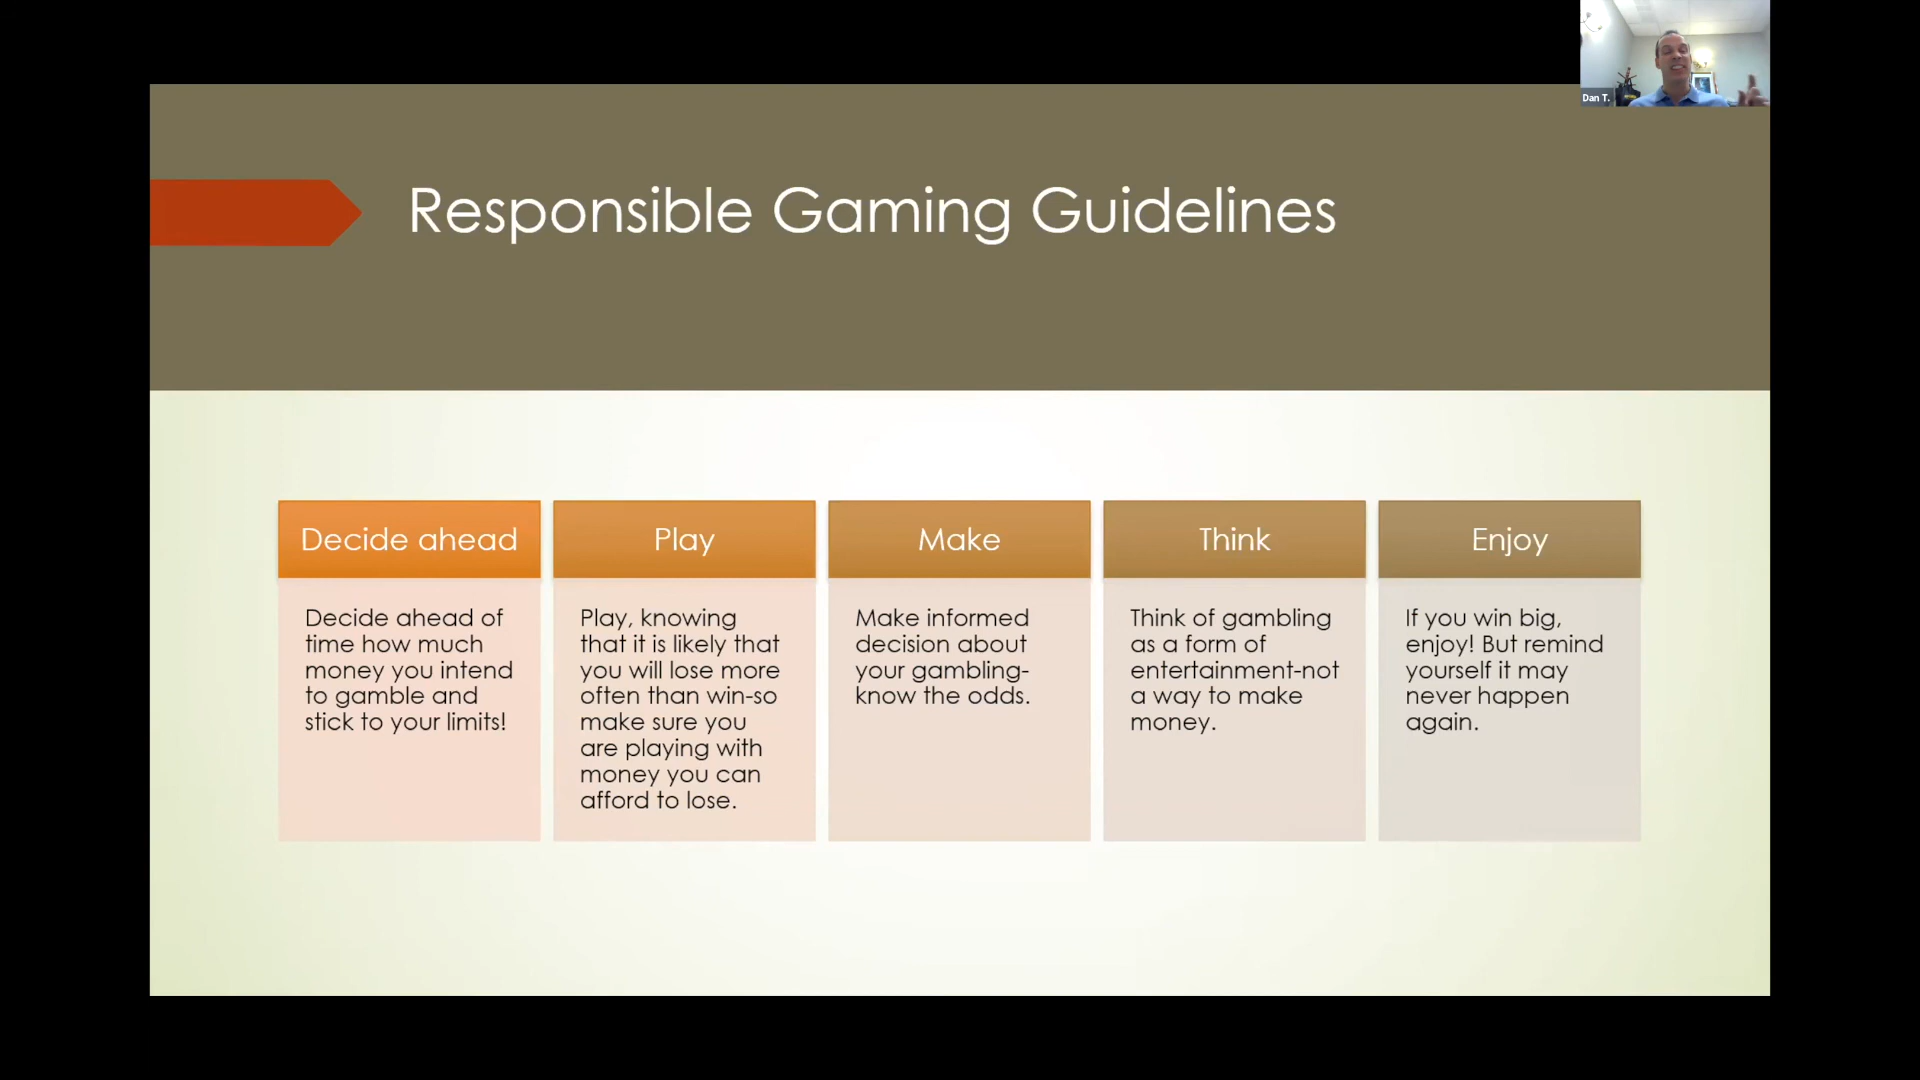 Dan T.
Responsible Gaming Guidelines
Decide ahead
Decide ahead of
time how much
money you intend
to gamble and
stick to your limits!
Play
Play, knowing
that it is likely that
you will lose more
often than win-so
make sure you
are playing with
money you can
afford to lose.
Make
Make informed
decision about
your gambling-
know the odds.
Think
Think of gambling
as a form of
entertainment-not
a way to make
money.
Enjoy
If you win big,
enjoy! But remind
yourself it may
never happen
again.